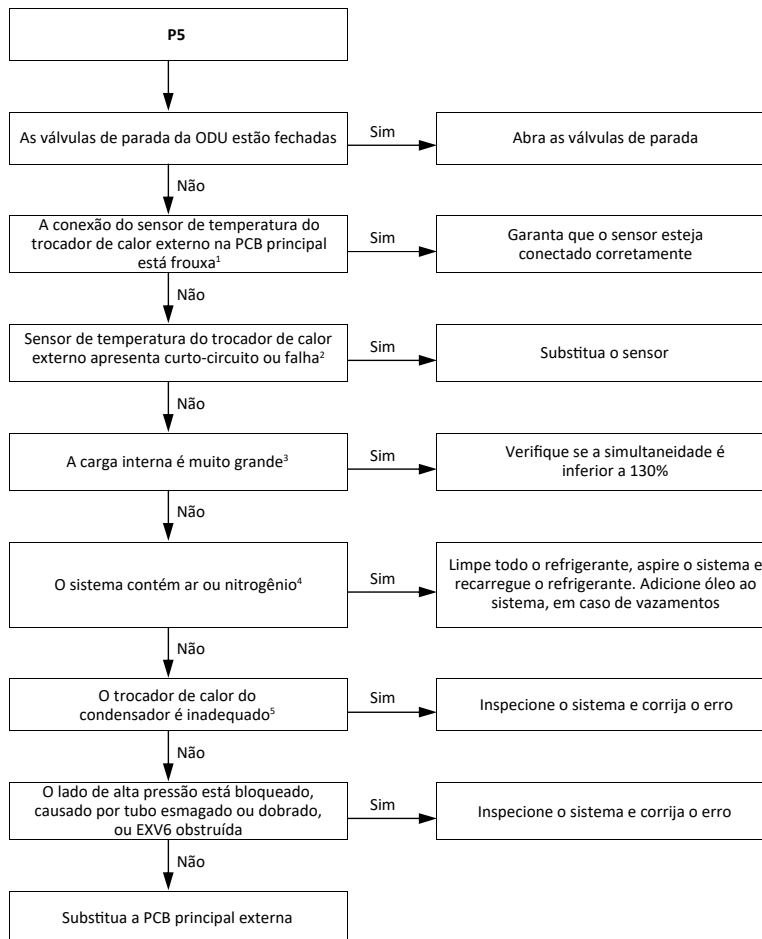 P5
As válvulas de parada da ODU estão fechadas
Sim
Abra as válvulas de parada
Não
A conexão do sensor de temperatura do
trocador de calor externo na PCB principal
está frouxa¹
Sim
Garanta que o sensor esteja
conectado corretamente
Não
Sensor de temperatura do trocador de calor
externo apresenta curto-circuito ou falha²
Sim
Substitua o sensor
Não
A carga interna é muito grande³
Sim
Verifique se a simultaneidade é
inferior a 130%
Não
O sistema contém ar ou nitrogênio⁴
Sim
Limpe todo o refrigerante, aspire o sistema e
recarregue o refrigerante. Adicione óleo ao
sistema, em caso de vazamentos
Não
O trocador de calor do
condensador é inadequado⁵
Sim
Inspecione o sistema e corrija o erro
Não
O lado de alta pressão está bloqueado,
causado por tubo esmagado ou dobrado,
ou EXV6 obstruída
Sim
Inspecione o sistema e corrija o erro
Não
Substitua a PCB principal externa